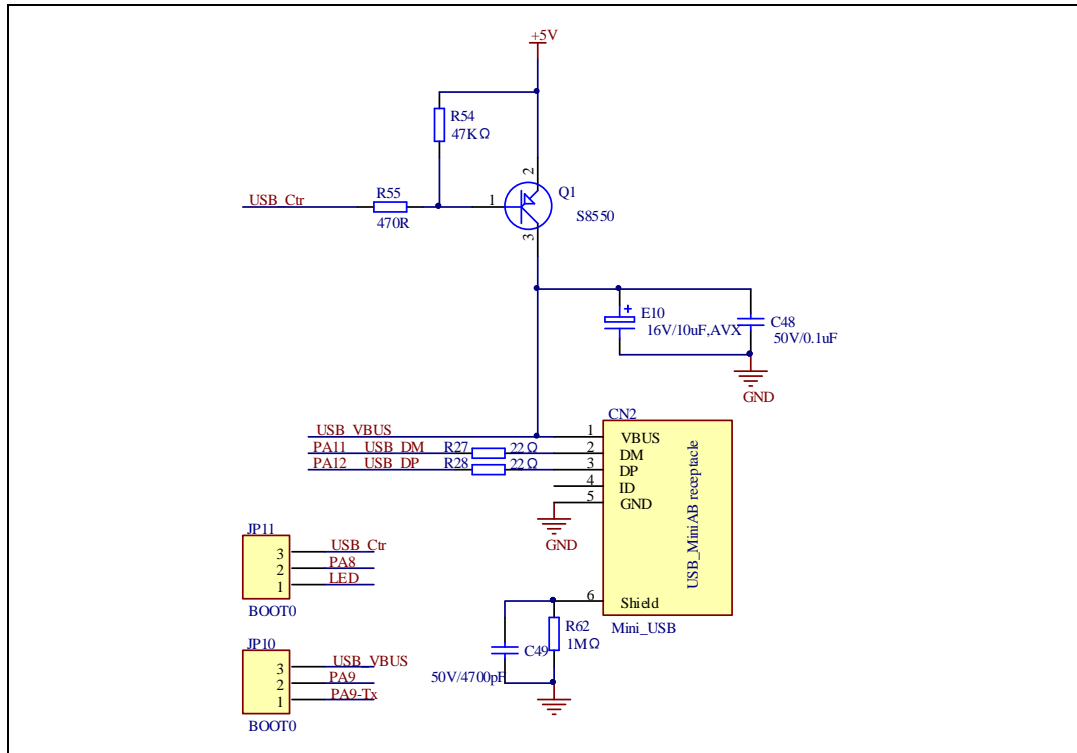 +5V
R54
47KΩ
USB_Ctr
R55
470R
1
2
3
Q1
S8550
+
E10
16V/10uF,AVX
C48
50V/0.1uF
GND
CN2
USB_VBUS 1 VBUS
PA11 USB_DM R27 22Ω 2 DM
PA12 USB_DP R28 22Ω 3 DP
4 ID
5 GND
GND
USB_MiniAB receptacle
JP11
3 USB_Ctr
2 PA8
1 LED
BOOT0
6 Shield
Mini_USB
R62
1MΩ
C49
50V/4700pF
JP10
3 USB_VBUS
2 PA9
1 PA9-Tx
BOOT0